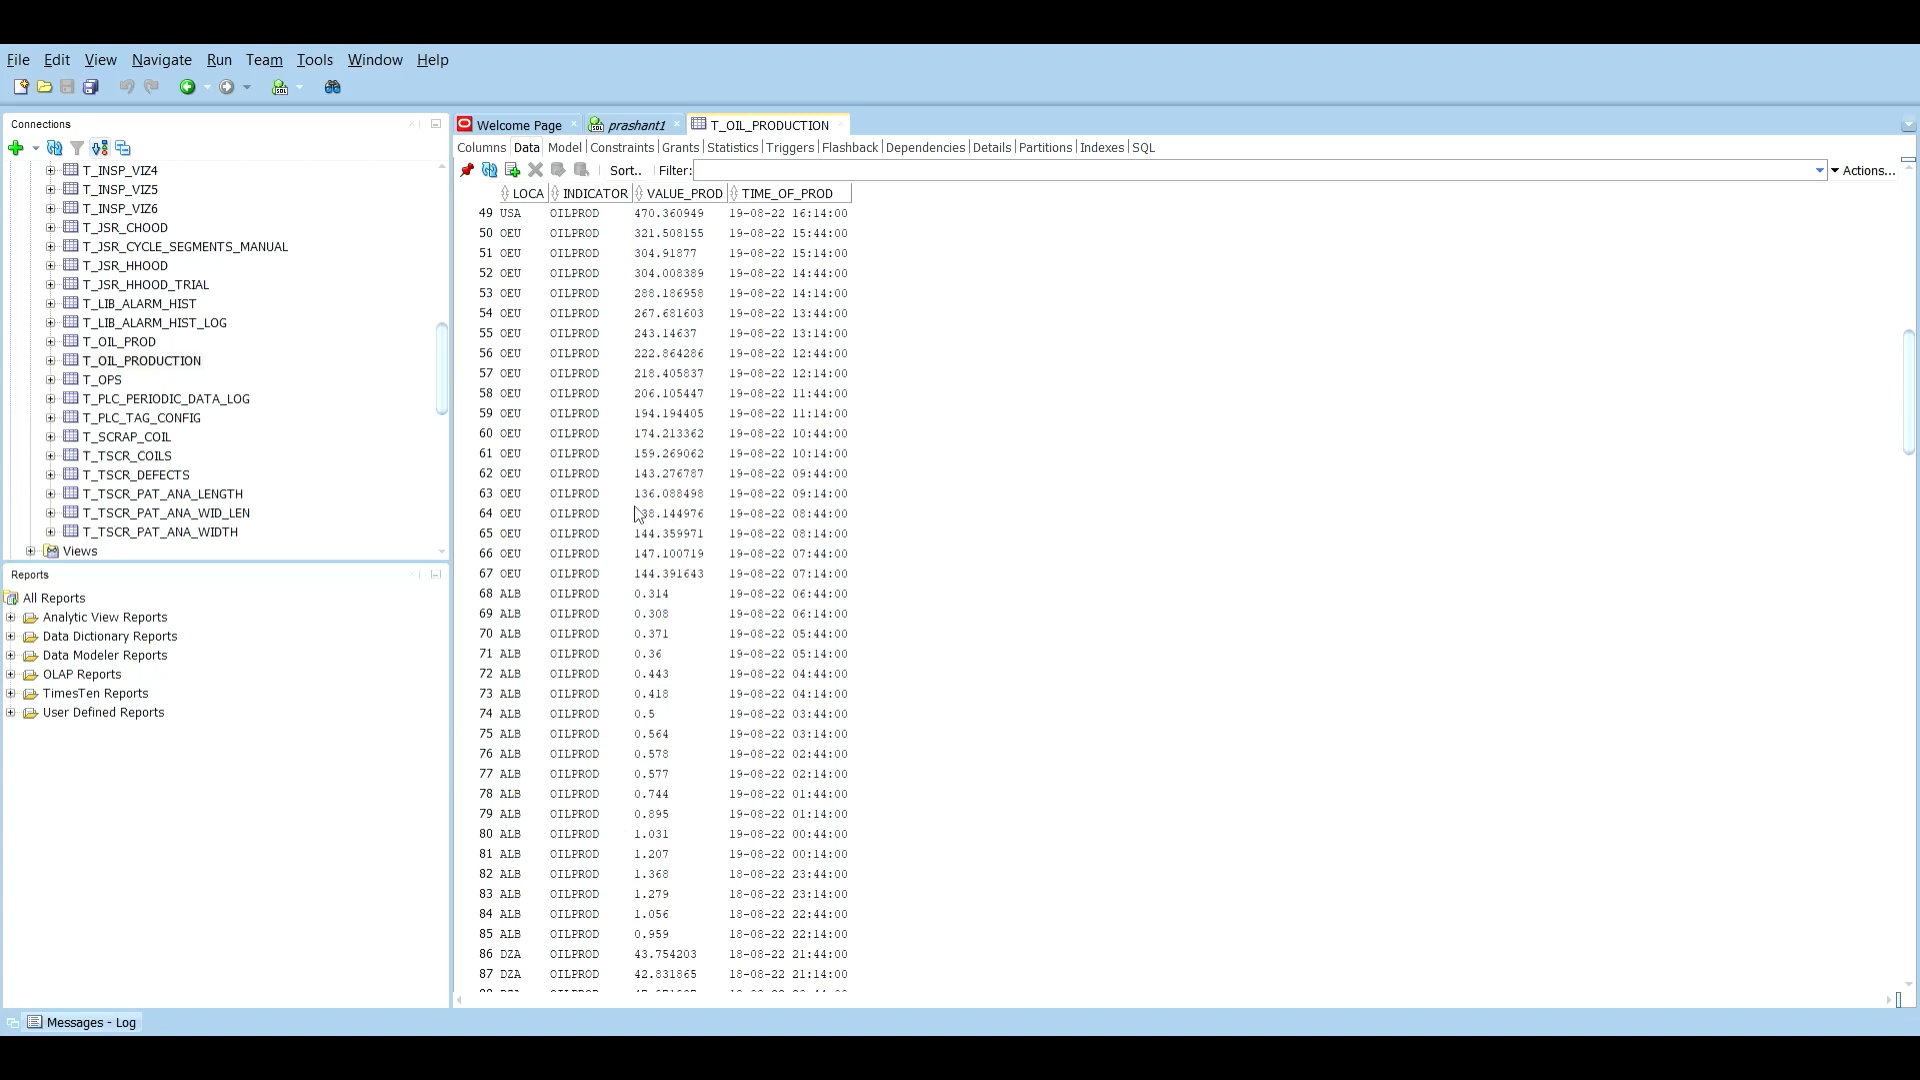 File Edit View Navigate Run Team Tools Window Help
Connections
T_INSP_VIZ4
T_INSP_VIZ5
T_INSP_VIZ6
T_JSR_CHOOD
T_JSR_CYCLE_SEGMENTS_MANUAL
T_JSR_HHOOD
T_JSR_HHOOD_TRIAL
T_LIB_ALARM_HIST
T_LIB_ALARM_HIST_LOG
T_OIL_PROD
T_OIL_PRODUCTION
T_OPS
T_PLC_PERIODIC_DATA_LOG
T_PLC_TAG_CONFIG
T_SCRAP_COIL
T_TSCR_COILS
T_TSCR_DEFECTS
T_TSCR_PAT_ANA_LENGTH
T_TSCR_PAT_ANA_WID_LEN
T_TSCR_PAT_ANA_WIDTH
Views
Reports
All Reports
Analytic View Reports
Data Dictionary Reports
Data Modeler Reports
OLAP Reports
TimesTen Reports
User Defined Reports
Welcome Page prashant1 T_OIL_PRODUCTION
Columns Data Model Constraints Grants Statistics Triggers Flashback Dependencies Details Partitions Indexes SQL
Sort.. Filter: Actions...
LOCA INDICATOR VALUE_PROD TIME_OF_PROD
49 USA OILPROD 470.360949 19-08-22 16:14:00
50 OEU OILPROD 321.508155 19-08-22 15:44:00
51 OEU OILPROD 304.91877 19-08-22 15:14:00
52 OEU OILPROD 304.008389 19-08-22 14:44:00
53 OEU OILPROD 288.186958 19-08-22 14:14:00
54 OEU OILPROD 267.681603 19-08-22 13:44:00
55 OEU OILPROD 243.14637 19-08-22 13:14:00
56 OEU OILPROD 222.864286 19-08-22 12:44:00
57 OEU OILPROD 218.405837 19-08-22 12:14:00
58 OEU OILPROD 206.105447 19-08-22 11:44:00
59 OEU OILPROD 194.194405 19-08-22 11:14:00
60 OEU OILPROD 174.213362 19-08-22 10:44:00
61 OEU OILPROD 159.269062 19-08-22 10:14:00
62 OEU OILPROD 143.276787 19-08-22 09:44:00
63 OEU OILPROD 136.088498 19-08-22 09:14:00
64 OEU OILPROD 19-08-22 08:44:00
65 OEU OILPROD 144.359971 19-08-22 08:14:00
66 OEU OILPROD 147.100719 19-08-22 07:44:00
67 OEU OILPROD 144.391643 19-08-22 07:14:00
68 ALB OILPROD 0.314 19-08-22 06:44:00
69 ALB OILPROD 0.308 19-08-22 06:14:00
70 ALB OILPROD 0.371 19-08-22 05:44:00
71 ALB OILPROD 0.36 19-08-22 05:14:00
72 ALB OILPROD 0.443 19-08-22 04:44:00
73 ALB OILPROD 0.418 19-08-22 04:14:00
74 ALB OILPROD 0.5 19-08-22 03:44:00
75 ALB OILPROD 0.564 19-08-22 03:14:00
76 ALB OILPROD 0.578 19-08-22 02:44:00
77 ALB OILPROD 0.577 19-08-22 02:14:00
78 ALB OILPROD 0.744 19-08-22 01:44:00
79 ALB OILPROD 0.895 19-08-22 01:14:00
80 ALB OILPROD 1.031 19-08-22 00:44:00
81 ALB OILPROD 1.207 19-08-22 00:14:00
82 ALB OILPROD 1.368 18-08-22 23:44:00
83 ALB OILPROD 1.279 18-08-22 23:14:00
84 ALB OILPROD 1.056 18-08-22 22:44:00
85 ALB OILPROD 0.959 18-08-22 22:14:00
86 DZA OILPROD 43.754203 18-08-22 21:44:00
87 DZA OILPROD 42.831865 18-08-22 21:14:00
Messages - Log